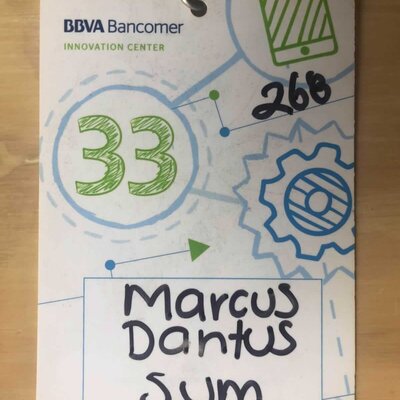 BBVA Bancomer
INNOVATION CENTER
268
33
Marcus
Dantus
Sum